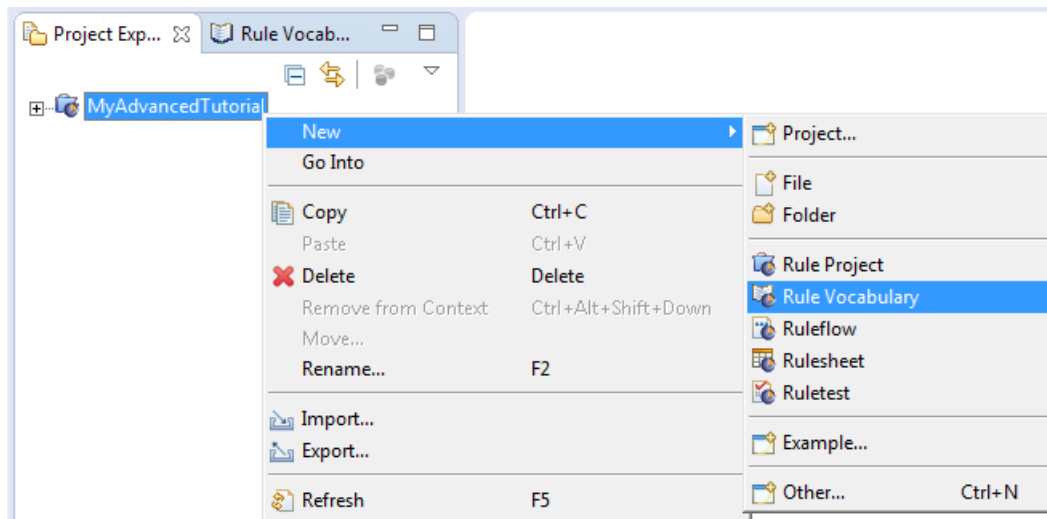 Project Exp... Rule Vocab...
MyAdvancedTutorial
New
Go Into
Copy Ctrl+C
Paste Ctrl+V
Delete Delete
Remove from Context Ctrl+Alt+Shift+Down
Move...
Rename... F2
Import...
Export...
Refresh F5
Project...
File
Folder
Rule Project
Rule Vocabulary
Ruleflow
Rulesheet
Ruletest
Example...
Other... Ctrl+N